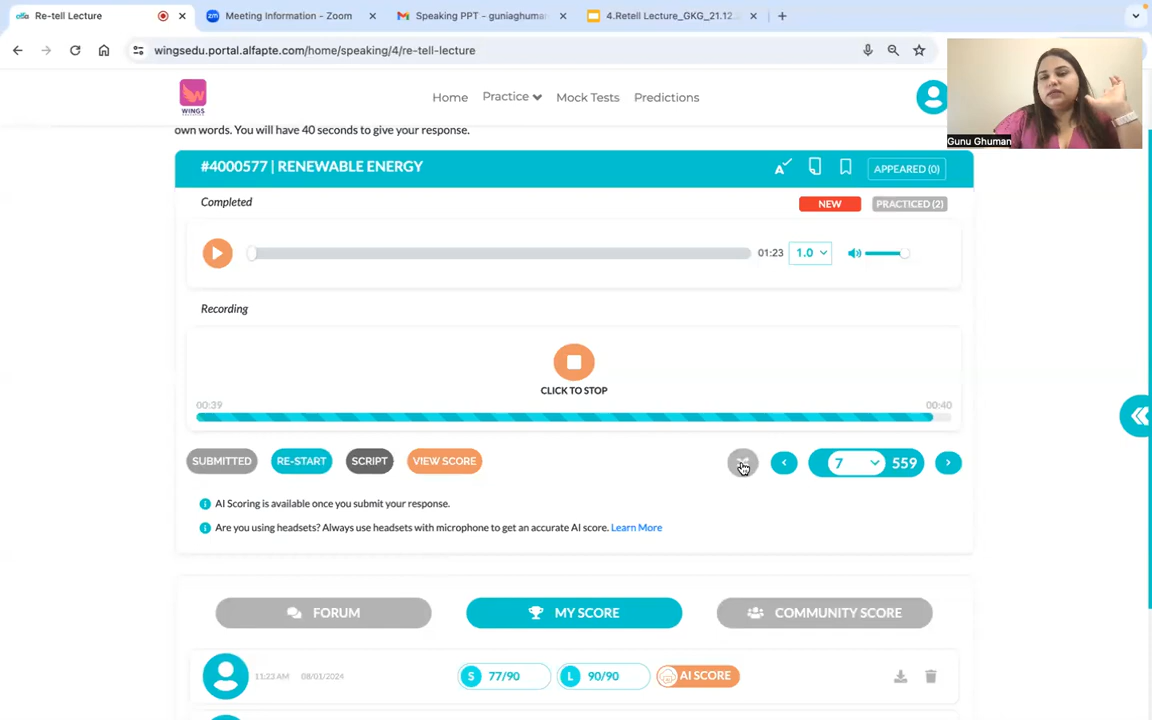 Re-tell Lecture
Meeting Information - Zoom
Speaking PPT - guniaghuman
4.Retell Lecture_GKG_21.12.
wingsedu.portal.alfapte.com/home/speaking/4/re-tell-lecture
WINGS
Home
Practice
Mock Tests
Predictions
Gunu Ghuman
own words. You will have 40 seconds to give your response.
#4000577 | RENEWABLE ENERGY
APPEARED (0)
Completed
NEW
PRACTICED (2)
01:23
1.0
Recording
CLICK TO STOP
00:39
00:40
SUBMITTED
RE-START
SCRIPT
VIEW SCORE
7
559
AI Scoring is available once you submit your response.
Are you using headsets? Always use headsets with microphone to get an accurate AI score. Learn More
FORUM
MY SCORE
COMMUNITY SCORE
11:23 AM
08/01/2024
S 77/90
L 90/90
AI SCORE